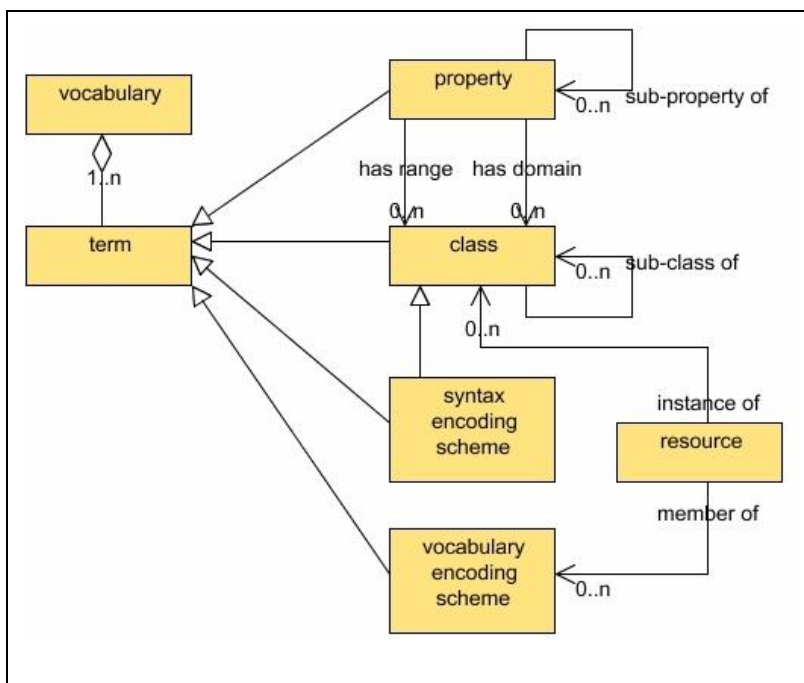 property
vocabulary
0..n
sub-property of
1..n
has range
has domain
0..n
0..n
term
class
0..n
sub-class of
0..n
syntax
encoding
scheme
instance of
resource
member of
vocabulary
encoding
scheme
0..n